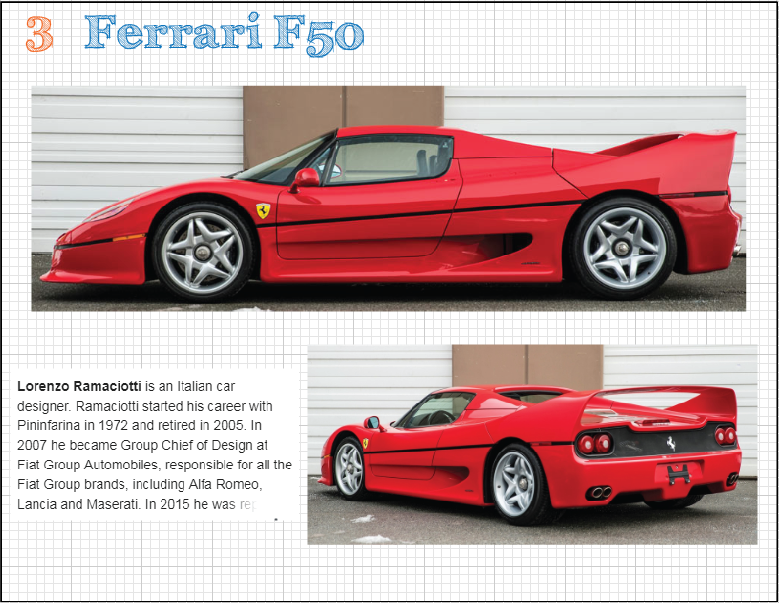 3 Ferrari F50
Lorenzo Ramaciotti is an Italian car
designer. Ramaciotti started his career with
Pininfarina in 1972 and retired in 2005. In
2007 he became Group Chief of Design at
Fiat Group Automobiles, responsible for all the
Fiat Group brands, including Alfa Romeo,
Lancia and Maserati. In 2015 he was